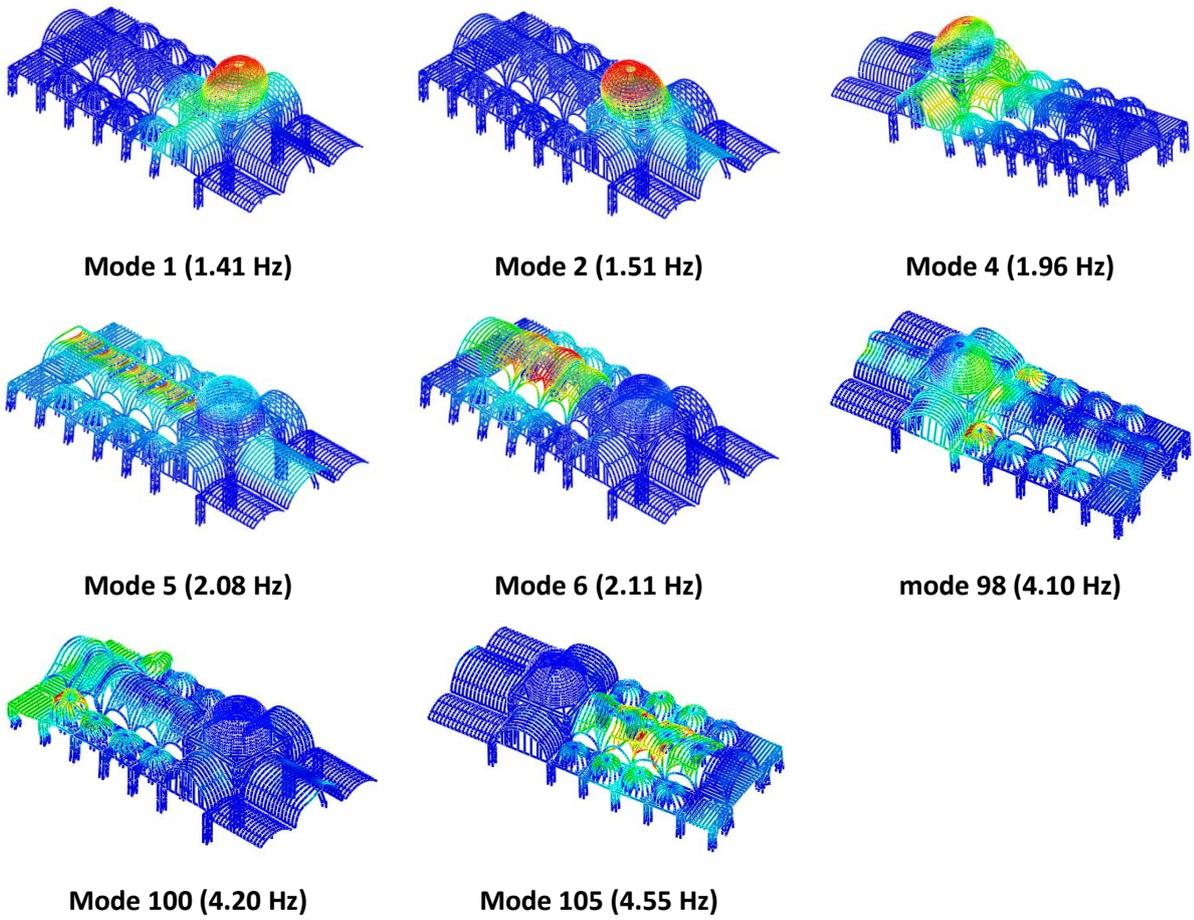 Mode 1 (1.41 Hz)
Mode 2 (1.51 Hz)
Mode 4 (1.96 Hz)
Mode 5 (2.08 Hz)
Mode 6 (2.11 Hz)
mode 98 (4.10 Hz)
Mode 100 (4.20 Hz)
Mode 105 (4.55 Hz)